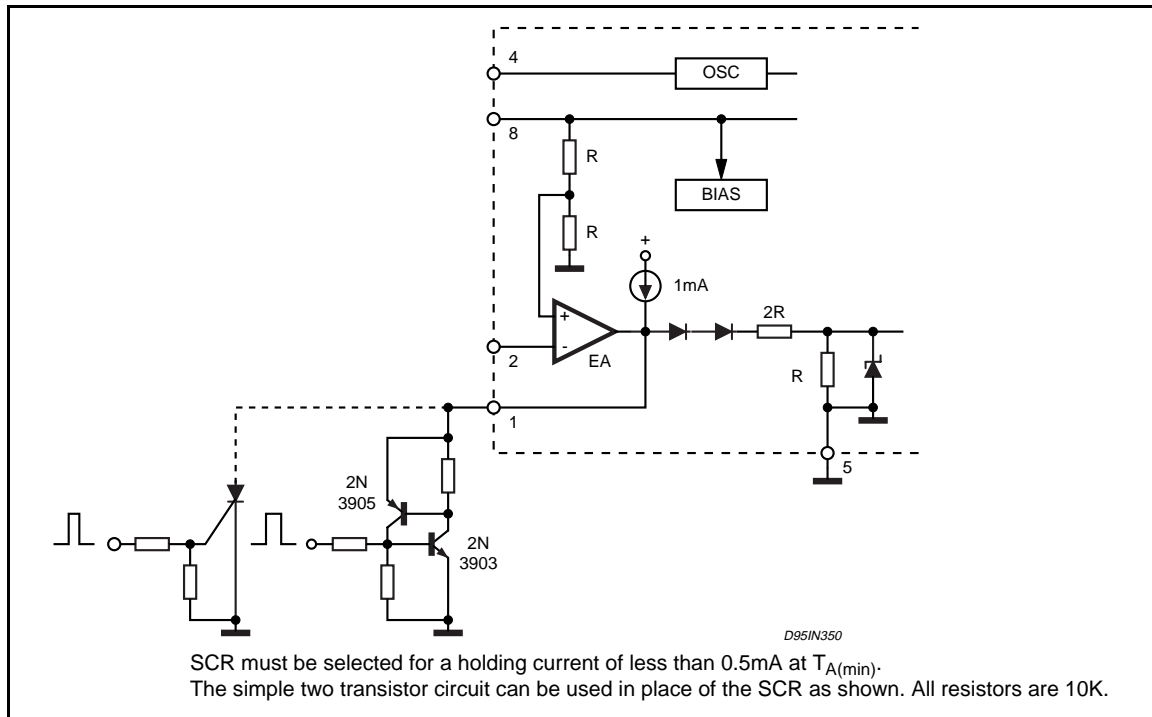 4
OSC
8
R
BIAS
R
+
1mA
2R
+
-
EA
2
R
1
5
2N
3905
2N
3903
D95IN350
SCR must be selected for a holding current of less than 0.5mA at TA(min).
The simple two transistor circuit can be used in place of the SCR as shown. All resistors are 10K.